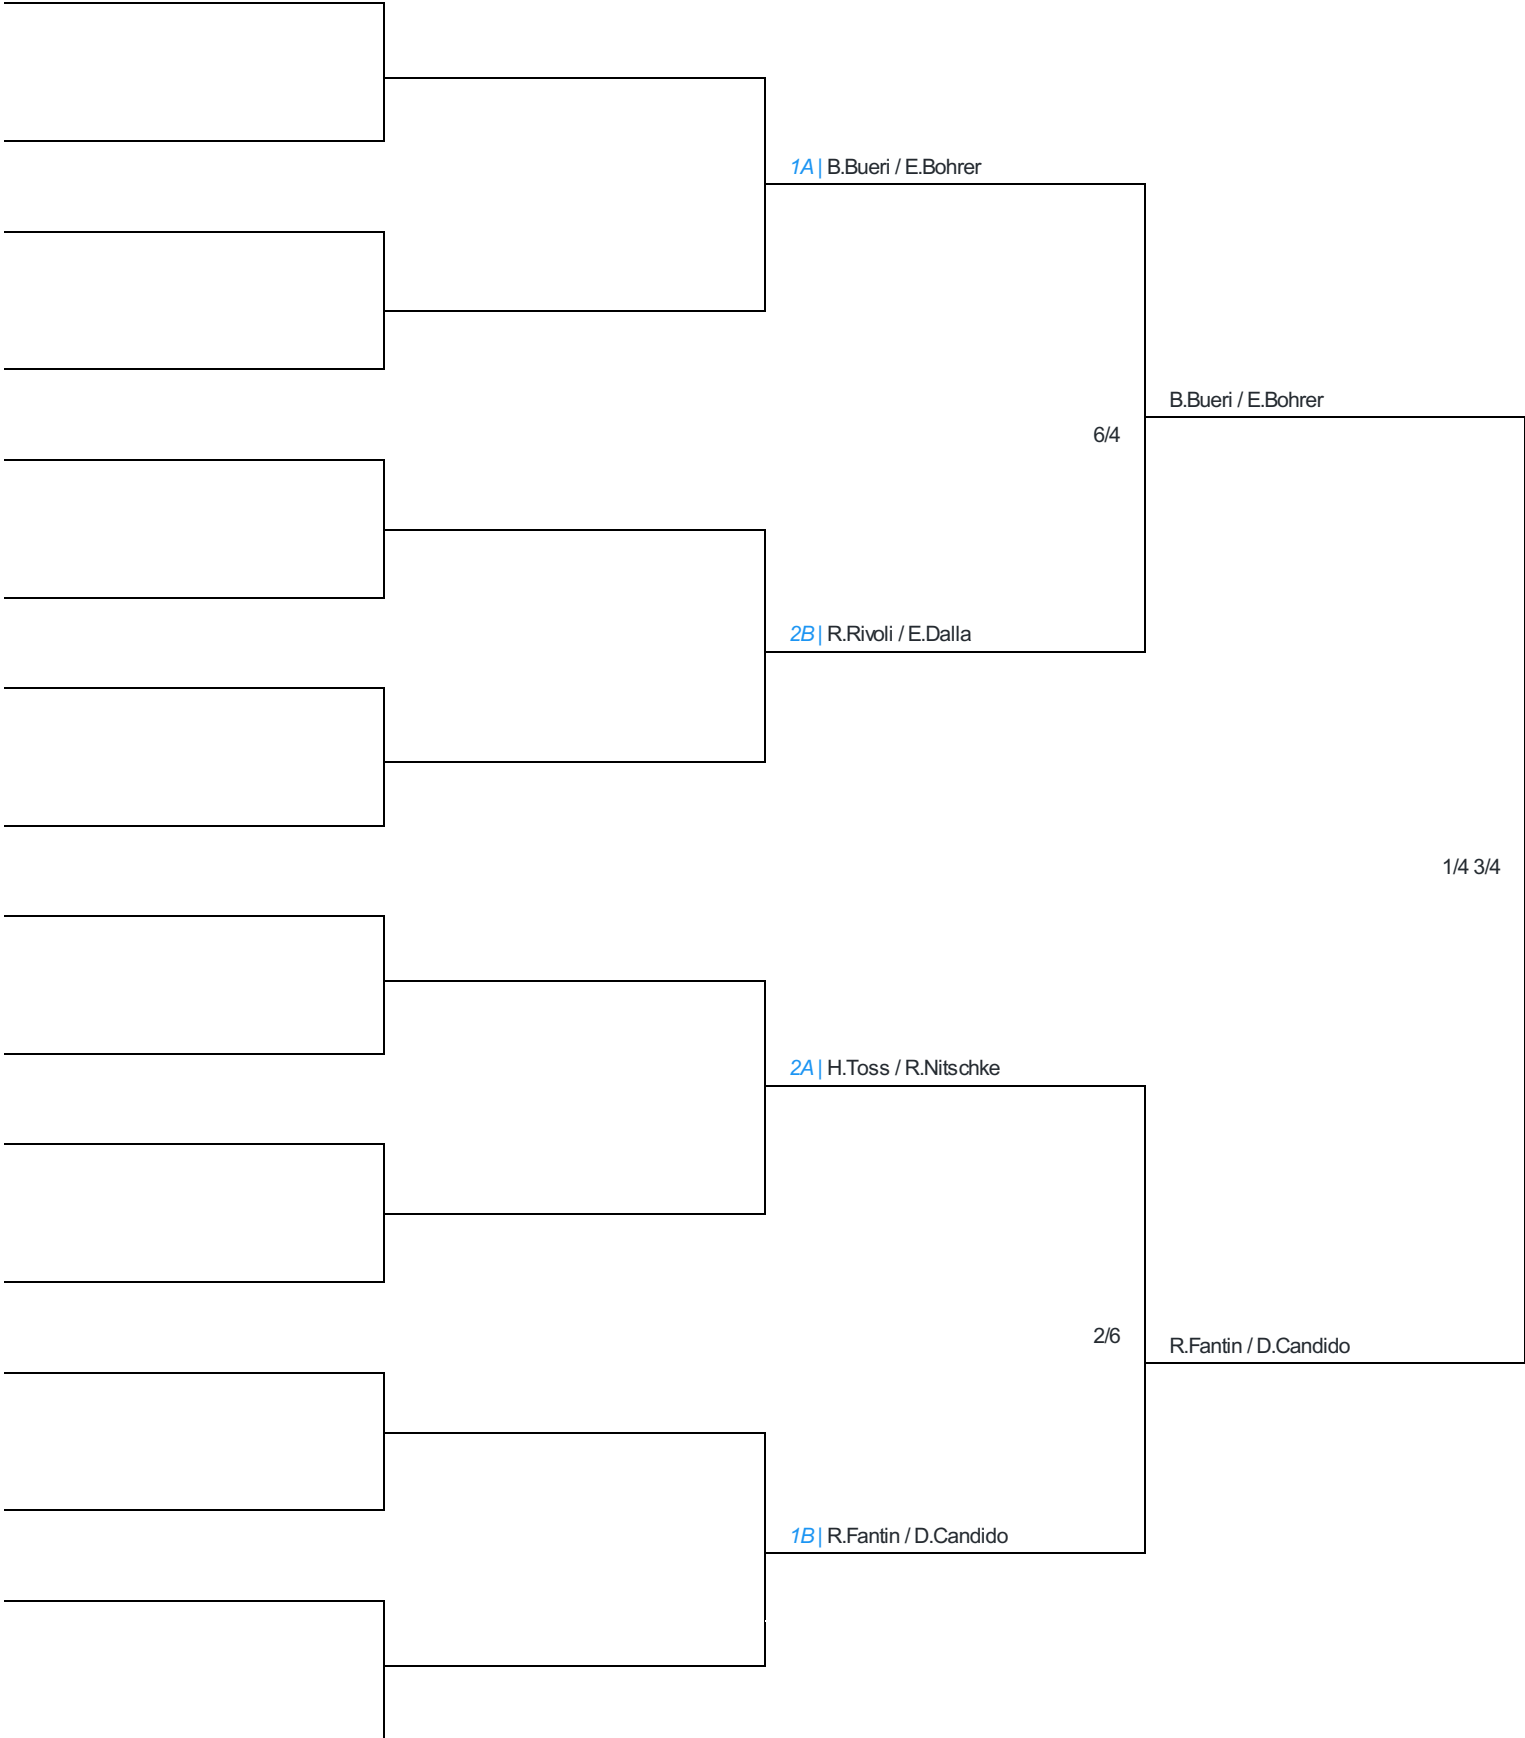 1A | B.Bueri / E.Bohrer
B.Bueri / E.Bohrer
6/4
2B | R.Rivoli / E.Dalla
1/4 3/4
2A | H.Toss / R.Nitschke
2/6
R.Fantin / D.Candido
1B | R.Fantin / D.Candido